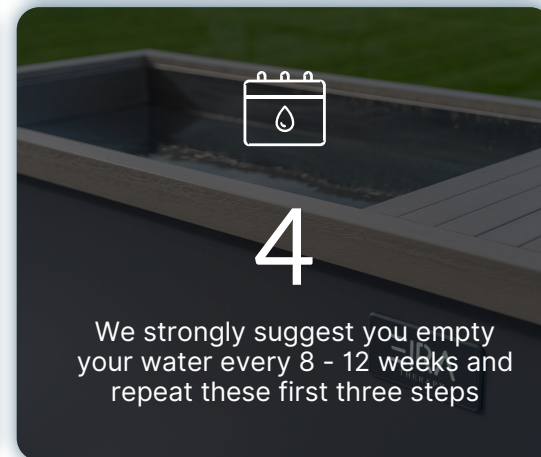 4
We strongly suggest you empty
your water every 8 - 12 weeks and
repeat these first three steps